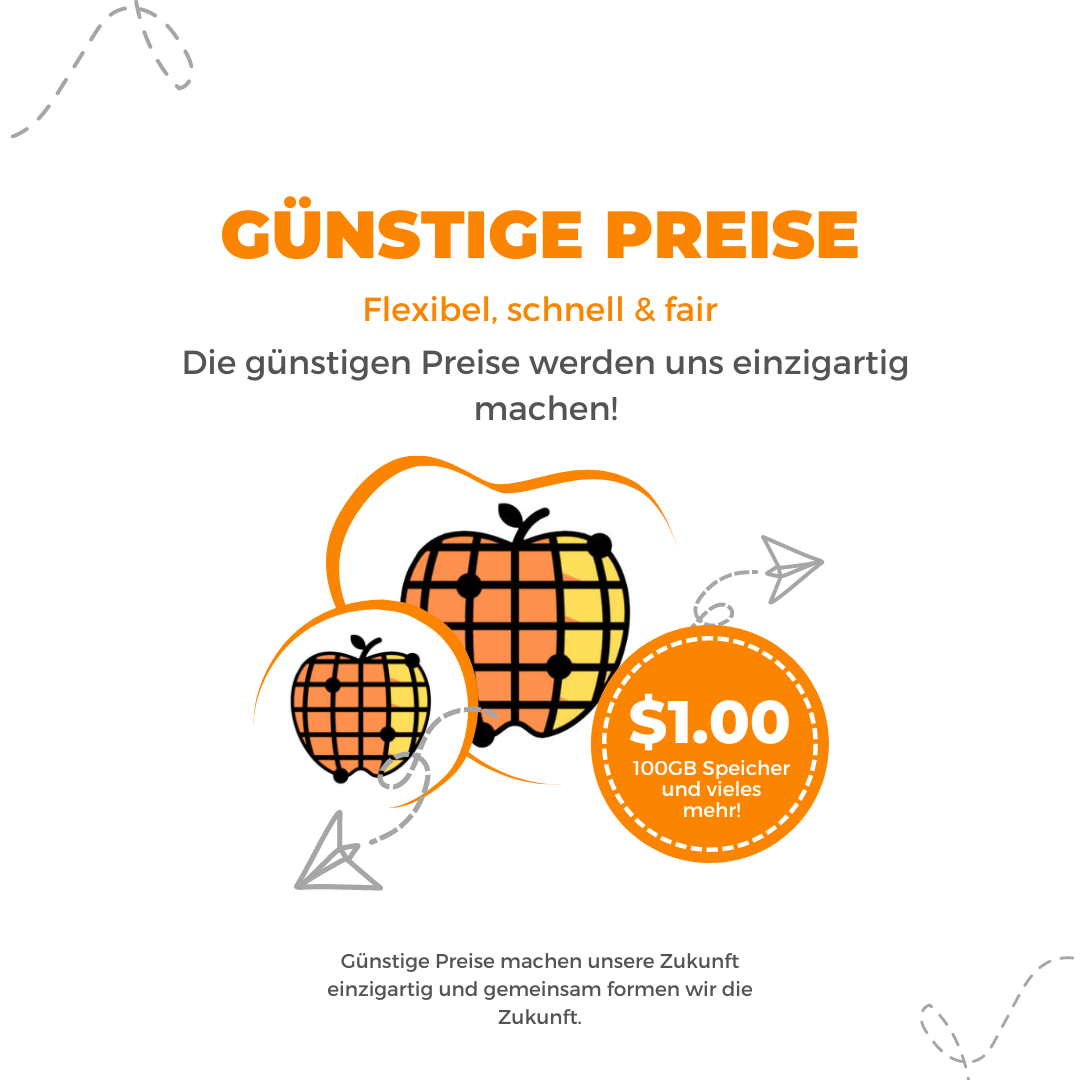 GÜNSTIGE PREISE
Flexibel, schnell & fair
Die günstigen Preise werden uns einzigartig
machen!
$1.00
100GB Speicher
und vieles
mehr!
Günstige Preise machen unsere Zukunft
einzigartig und gemeinsam formen wir die
Zukunft.